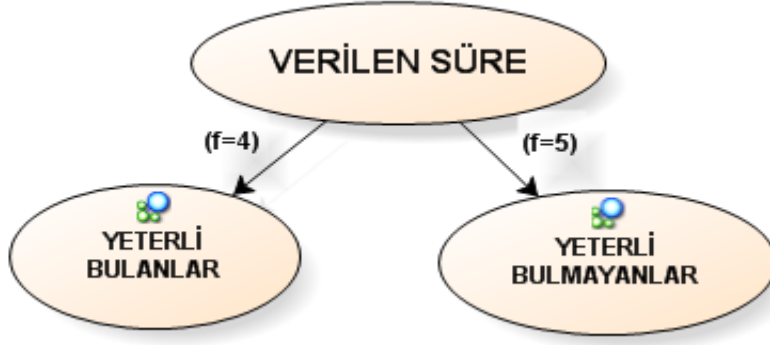 VERİLEN SÜRE
(f=4)
(f=5)
YETERLİ
BULANLAR
YETERLİ
BULMAYANLAR